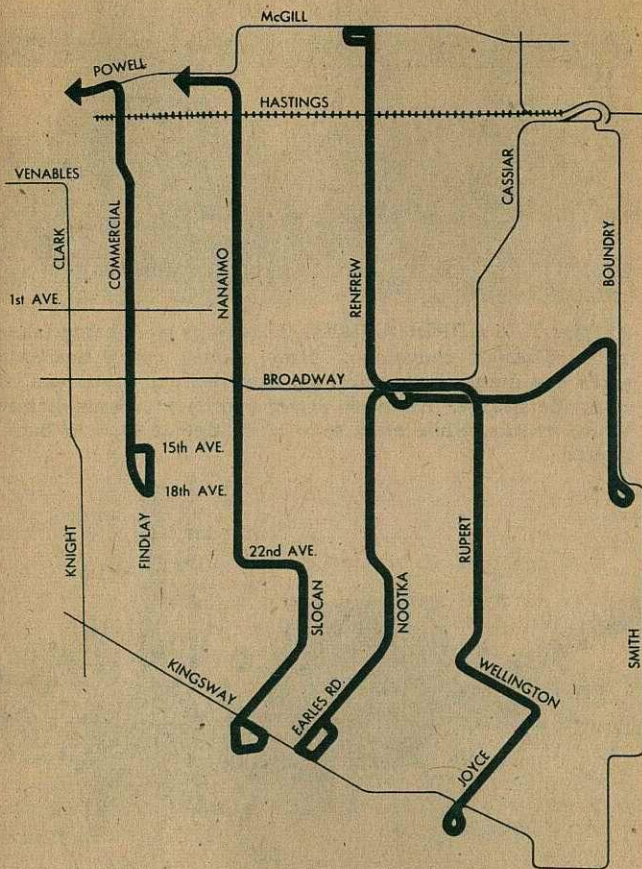 McGILL
POWELL
HASTINGS
VENABLES
CLARK
COMMERCIAL
CASSIAR
BOUNDRY
NANAIMO
RENFREW
1st AVE.
BROADWAY
15th AVE.
18th AVE.
KNIGHT
FINDLAY
22nd AVE.
SLOCAN
NOOTKA
RUPERT
SMITH
KINGSWAY
EARLES RD.
WELLINGTON
JOYCE